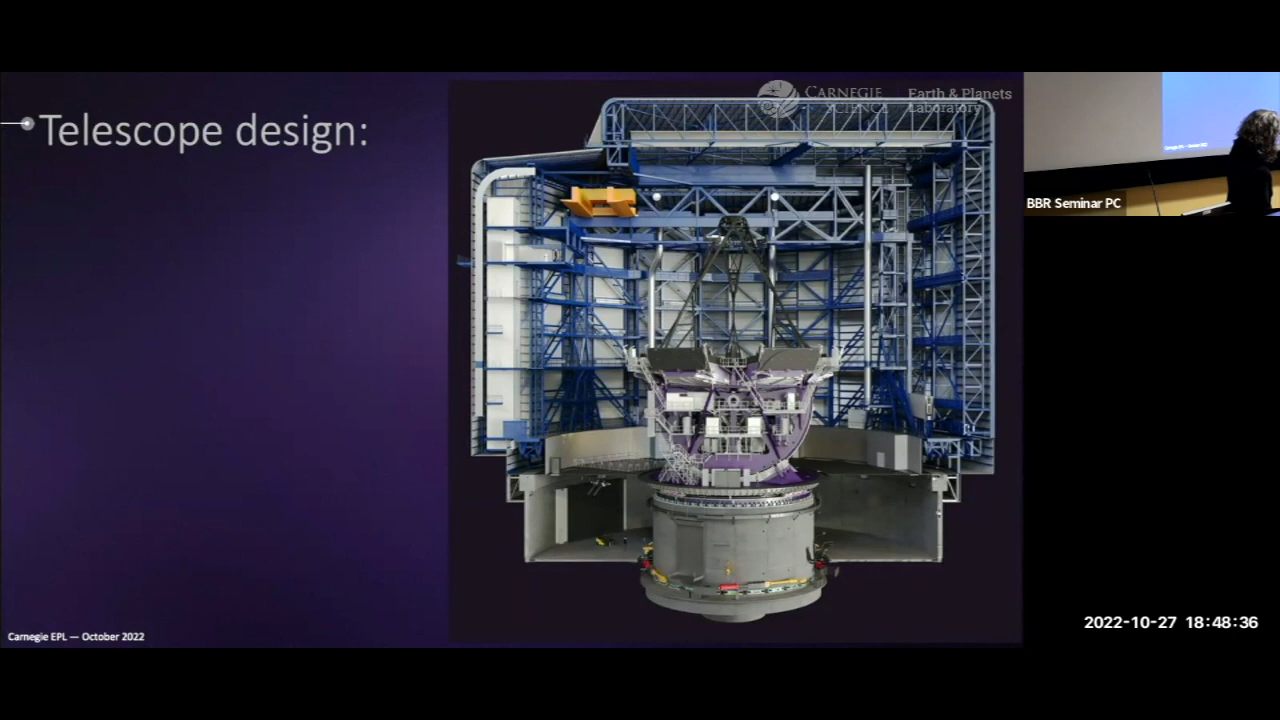 Telescope design:
CARNEGIE
SCIENCE
Earth & Planets
Laboratory
BBR Seminar PC
2022-10-27 18:48:36
Carnegie EPL — October 2022